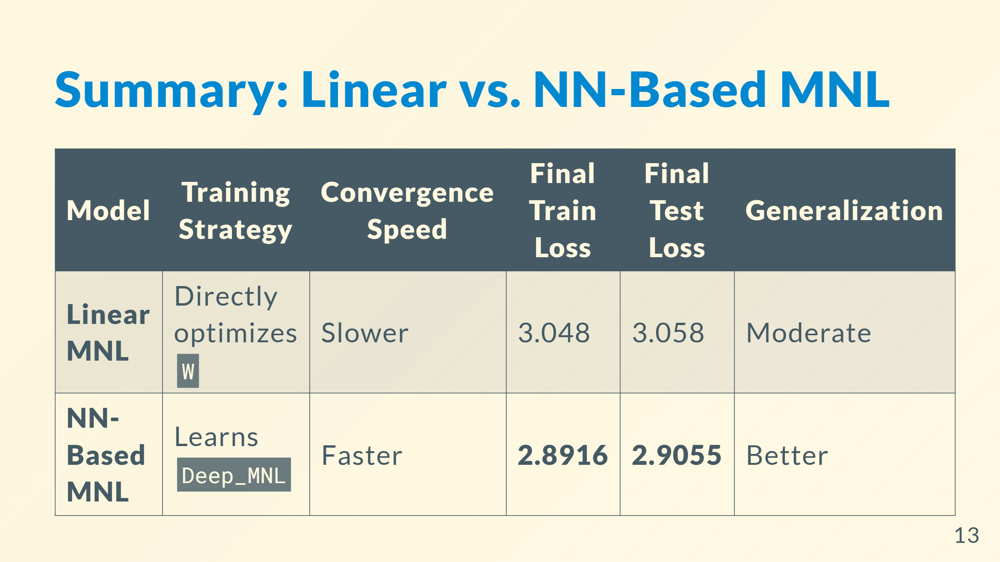 Summary: Linear vs. NN-Based MNL
Model
Training
Strategy
Convergence
Speed
Final
Train
Loss
Final
Test
Loss
Generalization
Linear
MNL
Directly
optimizes
W
Slower
3.048
3.058
Moderate
NN-
Based
MNL
Learns
Deep_MNL
Faster
2.8916
2.9055
Better
13